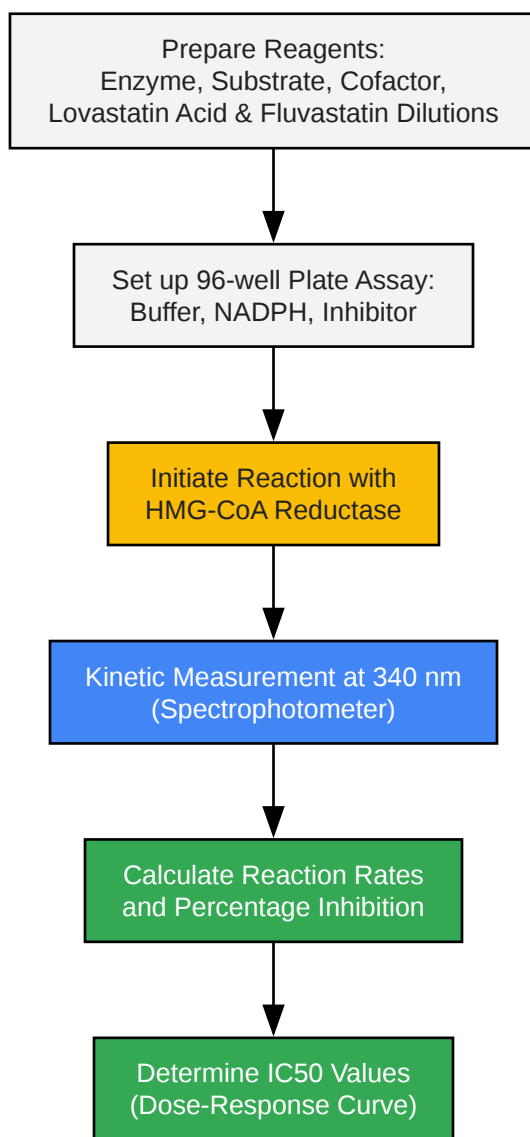 Prepare Reagents:
Enzyme, Substrate, Cofactor,
Lovastatin Acid & Fluvastatin Dilutions
Set up 96-well Plate Assay:
Buffer, NADPH, Inhibitor
Initiate Reaction with
HMG-CoA Reductase
Kinetic Measurement at 340 nm
(Spectrophotometer)
Calculate Reaction Rates
and Percentage Inhibition
Determine IC50 Values
(Dose-Response Curve)